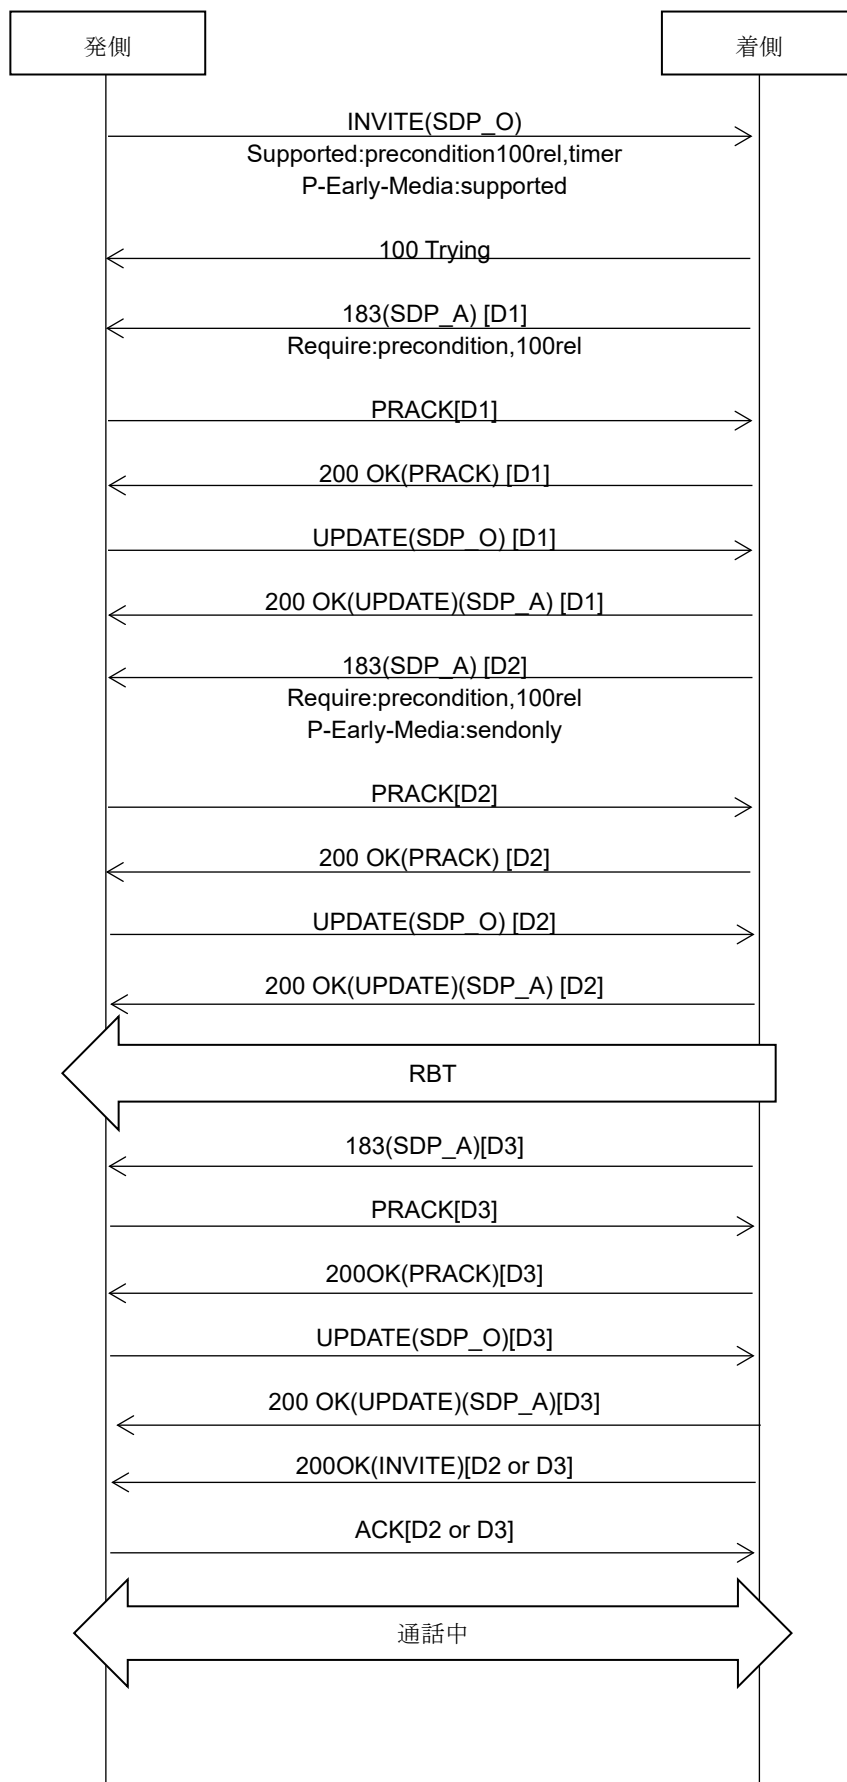 発側
着側
INVITE(SDP_O)
Supported:precondition100rel,timer
P-Early-Media:supported
100 Trying
183(SDP_A) [D1]
Require:precondition,100rel
PRACK[D1]
200 OK(PRACK) [D1]
UPDATE(SDP_O) [D1]
200 OK(UPDATE)(SDP_A) [D1]
183(SDP_A) [D2]
Require:precondition,100rel
P-Early-Media:sendonly
PRACK[D2]
200 OK(PRACK) [D2]
UPDATE(SDP_O) [D2]
200 OK(UPDATE)(SDP_A) [D2]
RBT
183(SDP_A)[D3]
PRACK[D3]
200OK(PRACK)[D3]
UPDATE(SDP_O)[D3]
200 OK(UPDATE)(SDP_A)[D3]
200OK(INVITE)[D2 or D3]
ACK[D2 or D3]
通話中